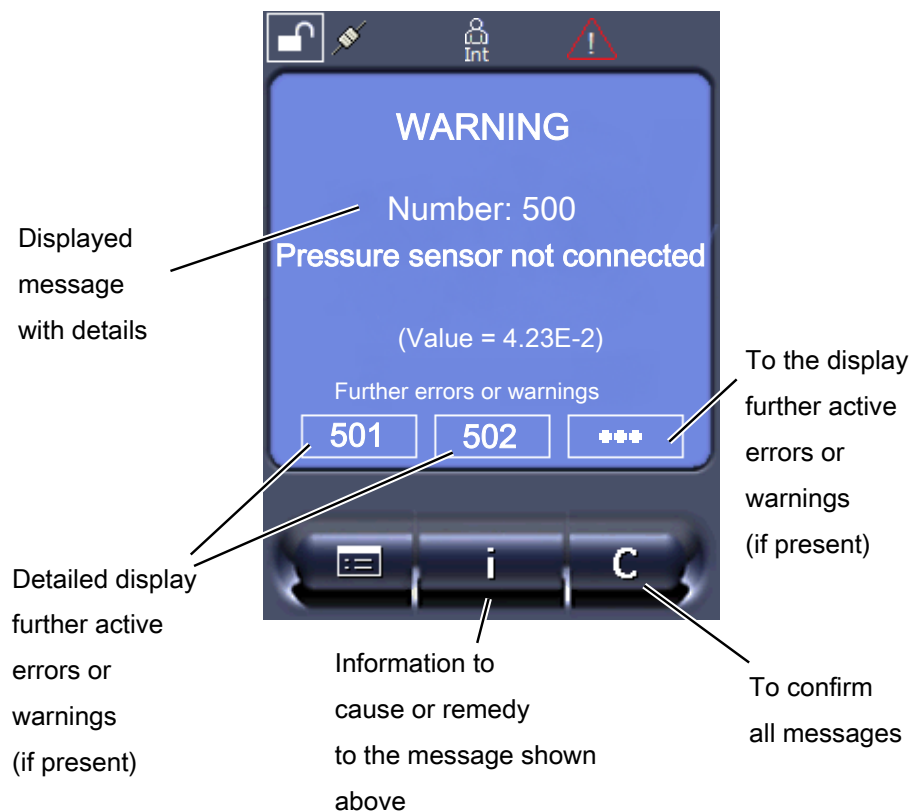 Int
WARNING
Number: 500
Pressure sensor not connected
(Value = 4.23E-2)
Further errors or warnings
501
502
•••
i
C
Displayed
message
with details
To the display
further active
errors or
warnings
(if present)
Detailed display
further active
errors or
warnings
(if present)
Information to
cause or remedy
to the message shown
above
To confirm
all messages